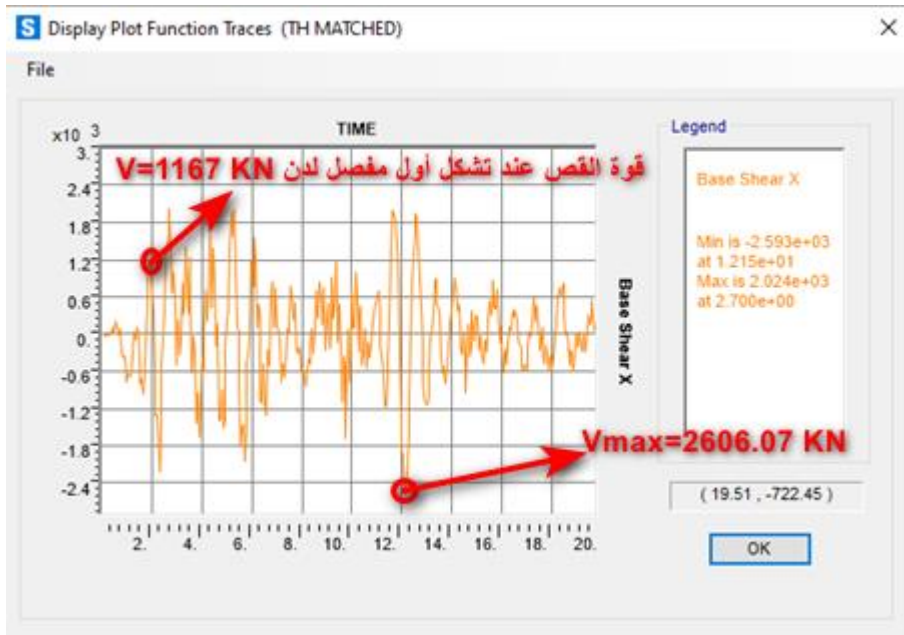 S Display Plot Function Traces (TH MATCHED)
File
x10 3
TIME
Legend
3.
2.4
1.8
1.2
0.6
0.
-0.6
-1.2
-1.8
-2.4
قوة القص عند تشكل أول مفصل لدن V=1167 KN
Base Shear X
Base Shear X
Min is -2.593e+03
at 1.215e+01
Max is 2.024e+03
at 2.700e+00
Vmax=2606.07 KN
( 19.51 , -722.45 )
2. 4. 6. 8. 10. 12. 14. 16. 18. 20.
OK